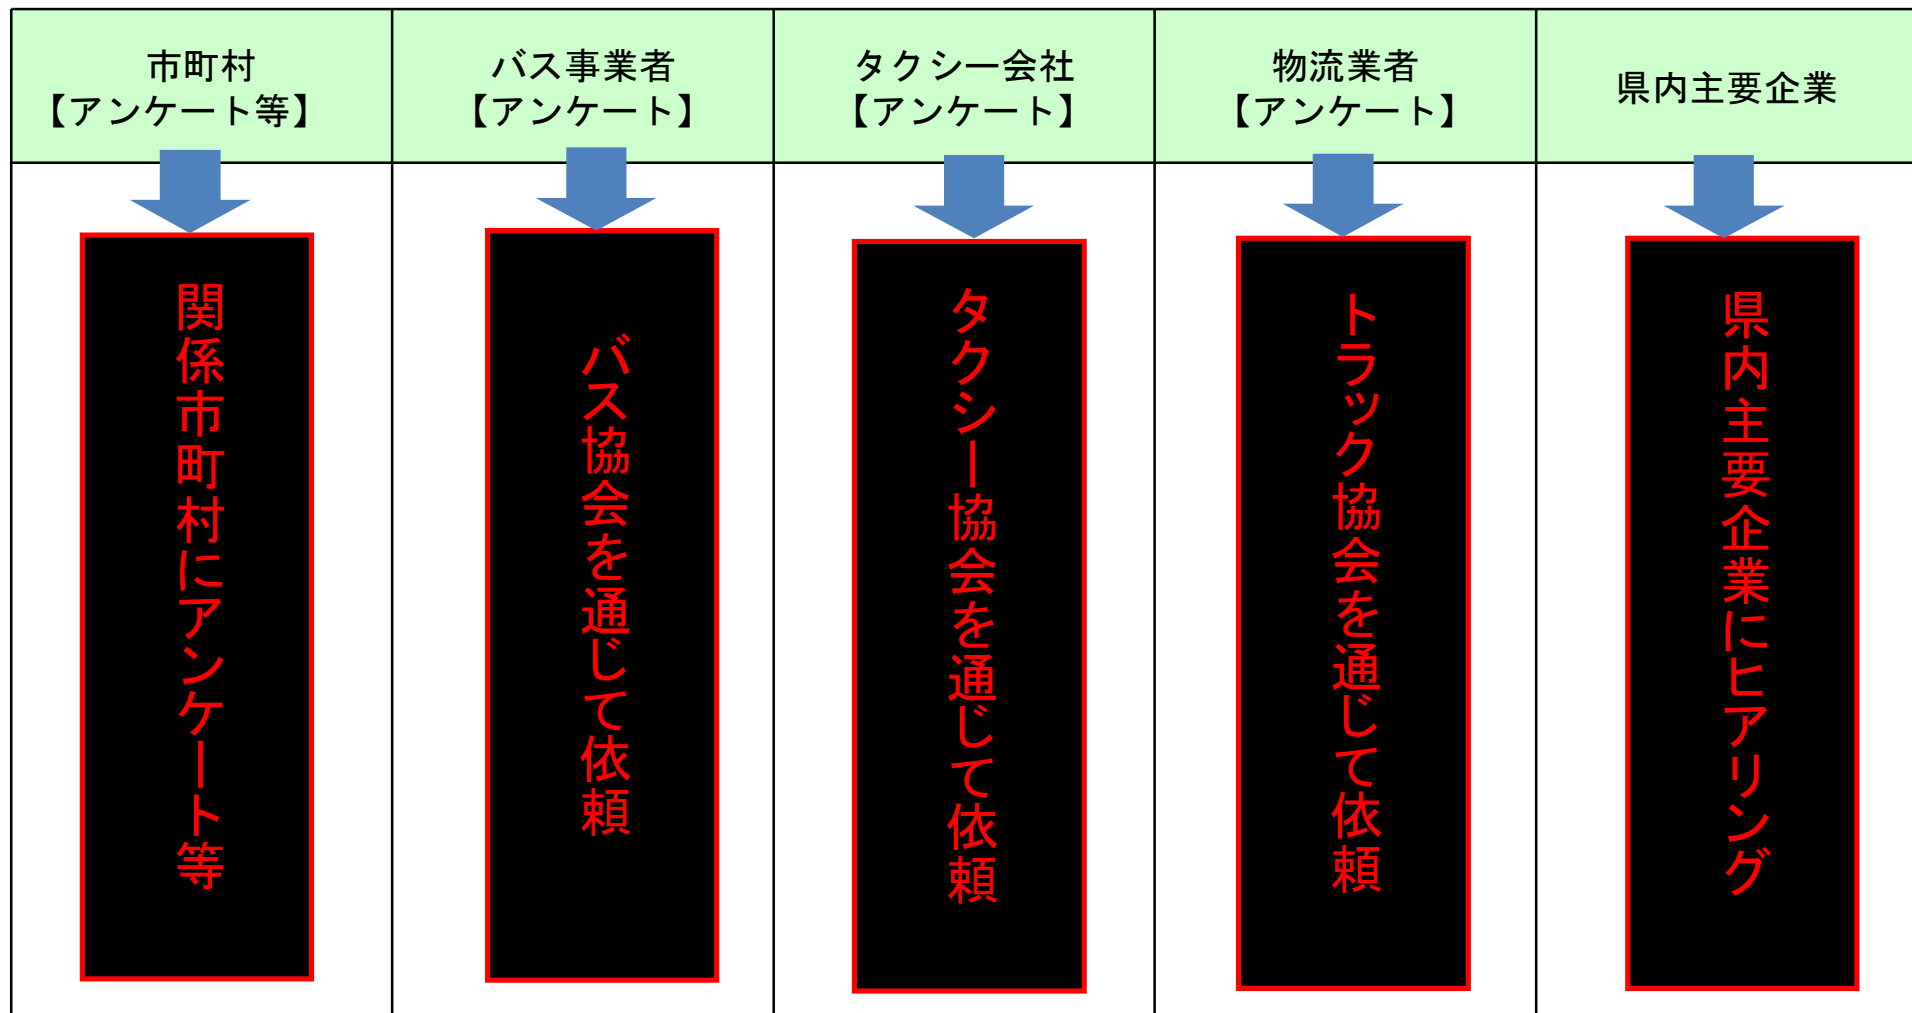 市町村
【アンケート等】
バス事業者
【アンケート】
タクシー会社
【アンケート】
物流業者
【アンケート】
県内主要企業
関係市町村にアンケート等
バス協会を通じて依頼
タクシー協会を通じて依頼
トラック協会を通じて依頼
県内主要企業にヒアリング